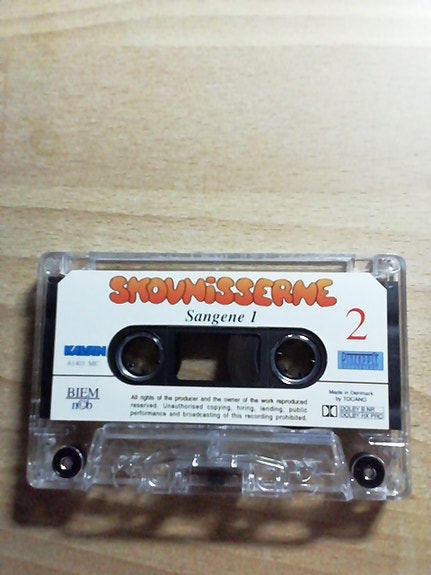 SKOVNISSERNE
Sangene 1
2
KAVAN
61401 MC
BIEM
n©b
All rights of the producer and the owner of the work reproduced
reserved. Unauthorised copying, hiring, lending, public
performance and broadcasting of this recording prohibited.
Made in Denmark
by TOCANO
DOLBY B NR
DOLBY HX PRO